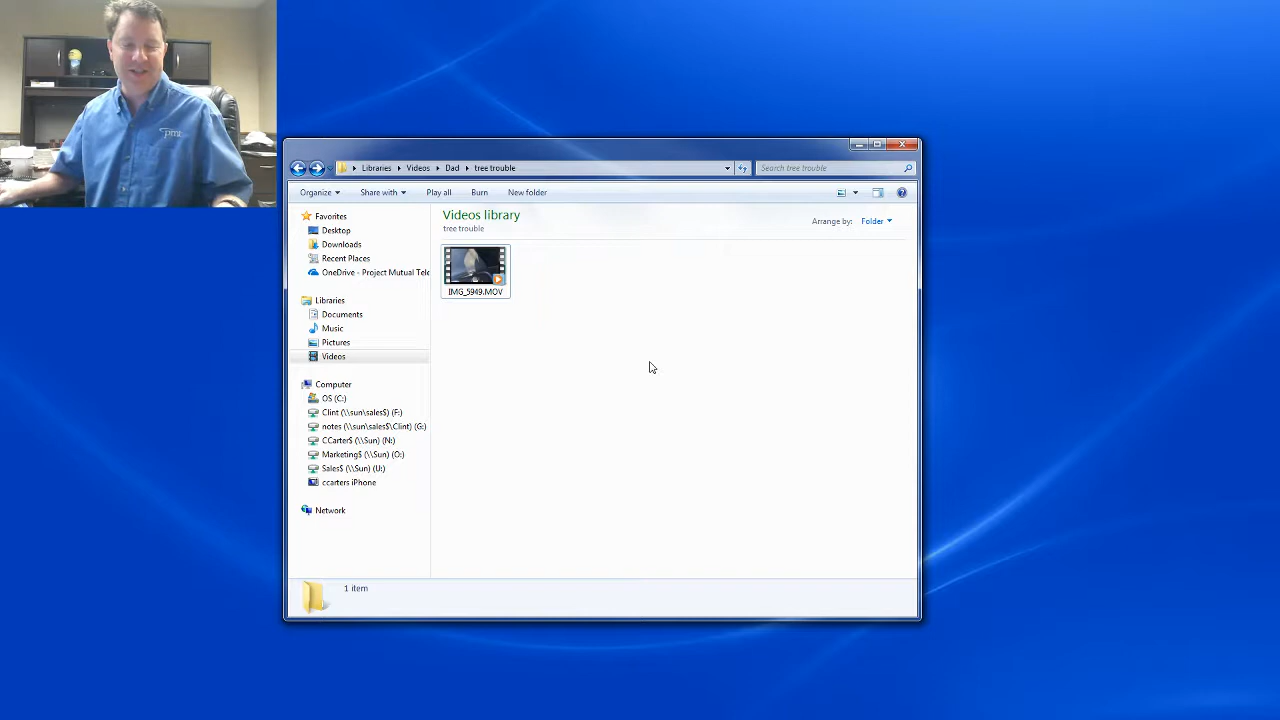 pmt
Libraries Videos Dad tree trouble
Search tree trouble
Organize Share with Play all Burn New folder
Favorites
Desktop
Downloads
Recent Places
OneDrive - Project Mutual Tele
Libraries
Documents
Music
Pictures
Videos
Computer
OS (C:)
Clint (\\sun\sales$) (F:)
notes (\\sun\sales$\Clint) (G:)
CCarter$ (\\Sun) (N:)
Marketing$ (\\Sun) (O:)
Sales$ (\\Sun) (U:)
ccarters iPhone
Network
Videos library
tree trouble
Arrange by: Folder
IMG_5949.MOV
1 item